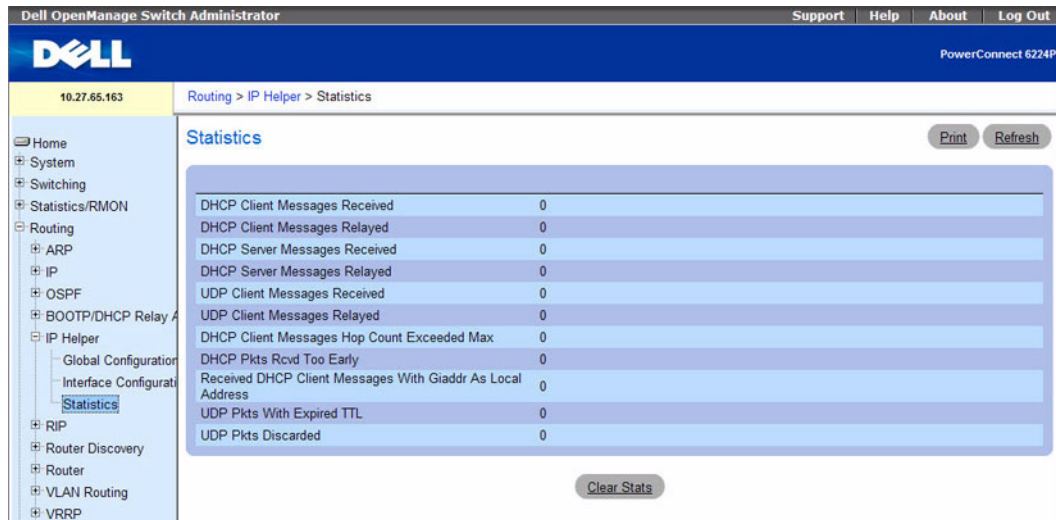 Dell OpenManage Switch Administrator
Support Help About Log Out
DELL
PowerConnect 6224P
10.27.65.163
Routing > IP Helper > Statistics
Home
System
Switching
Statistics/RMON
Routing
ARP
IP
OSPF
BOOTP/DHCP Relay A
IP Helper
Global Configuration
Interface Configurati
Statistics
RIP
Router Discovery
Router
VLAN Routing
VRRP
Statistics
Print Refresh
DHCP Client Messages Received 0
DHCP Client Messages Relayed 0
DHCP Server Messages Received 0
DHCP Server Messages Relayed 0
UDP Client Messages Received 0
UDP Client Messages Relayed 0
DHCP Client Messages Hop Count Exceeded Max 0
DHCP Pkts Rcvd Too Early 0
Received DHCP Client Messages With Giaddr As Local
Address 0
UDP Pkts With Expired TTL 0
UDP Pkts Discarded 0
Clear Stats